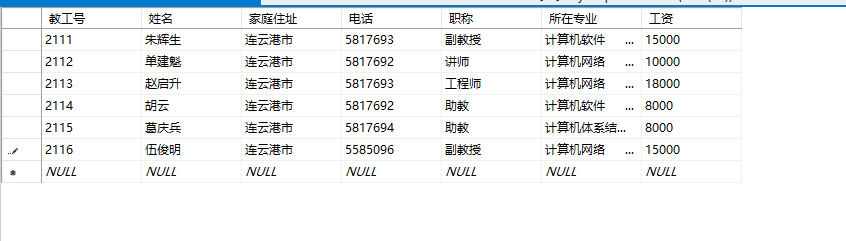 教工号 姓名 家庭住址 电话 职称 所在专业 工资
2111 朱辉生 连云港市 5817693 副教授 计算机软件 ... 15000
2112 单建魁 连云港市 5817692 讲师 计算机网络 ... 10000
2113 赵启升 连云港市 5817693 工程师 计算机网络 ... 18000
2114 胡云 连云港市 5817692 助教 计算机软件 ... 8000
2115 葛庆兵 连云港市 5817694 助教 计算机体系结... 8000
2116 伍俊明 连云港市 5585096 副教授 计算机网络 ... 15000
NULL NULL NULL NULL NULL NULL NULL